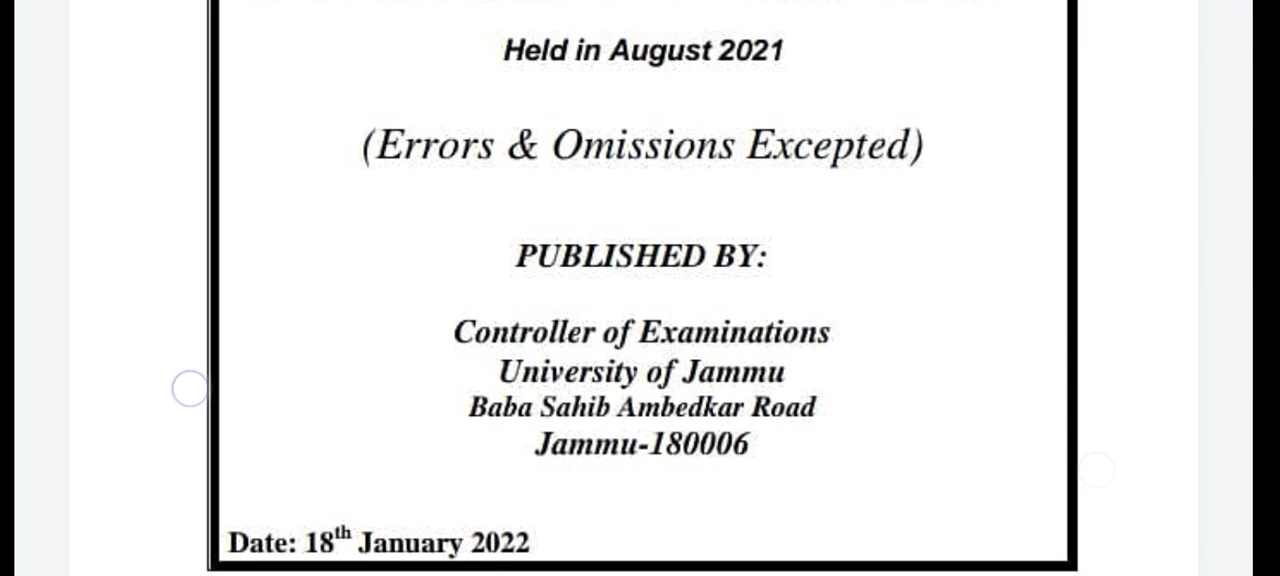 Held in August 2021
(Errors & Omissions Excepted)
PUBLISHED BY:
Controller of Examinations
University of Jammu
Baba Sahib Ambedkar Road
Jammu-180006
Date: 18th January 2022